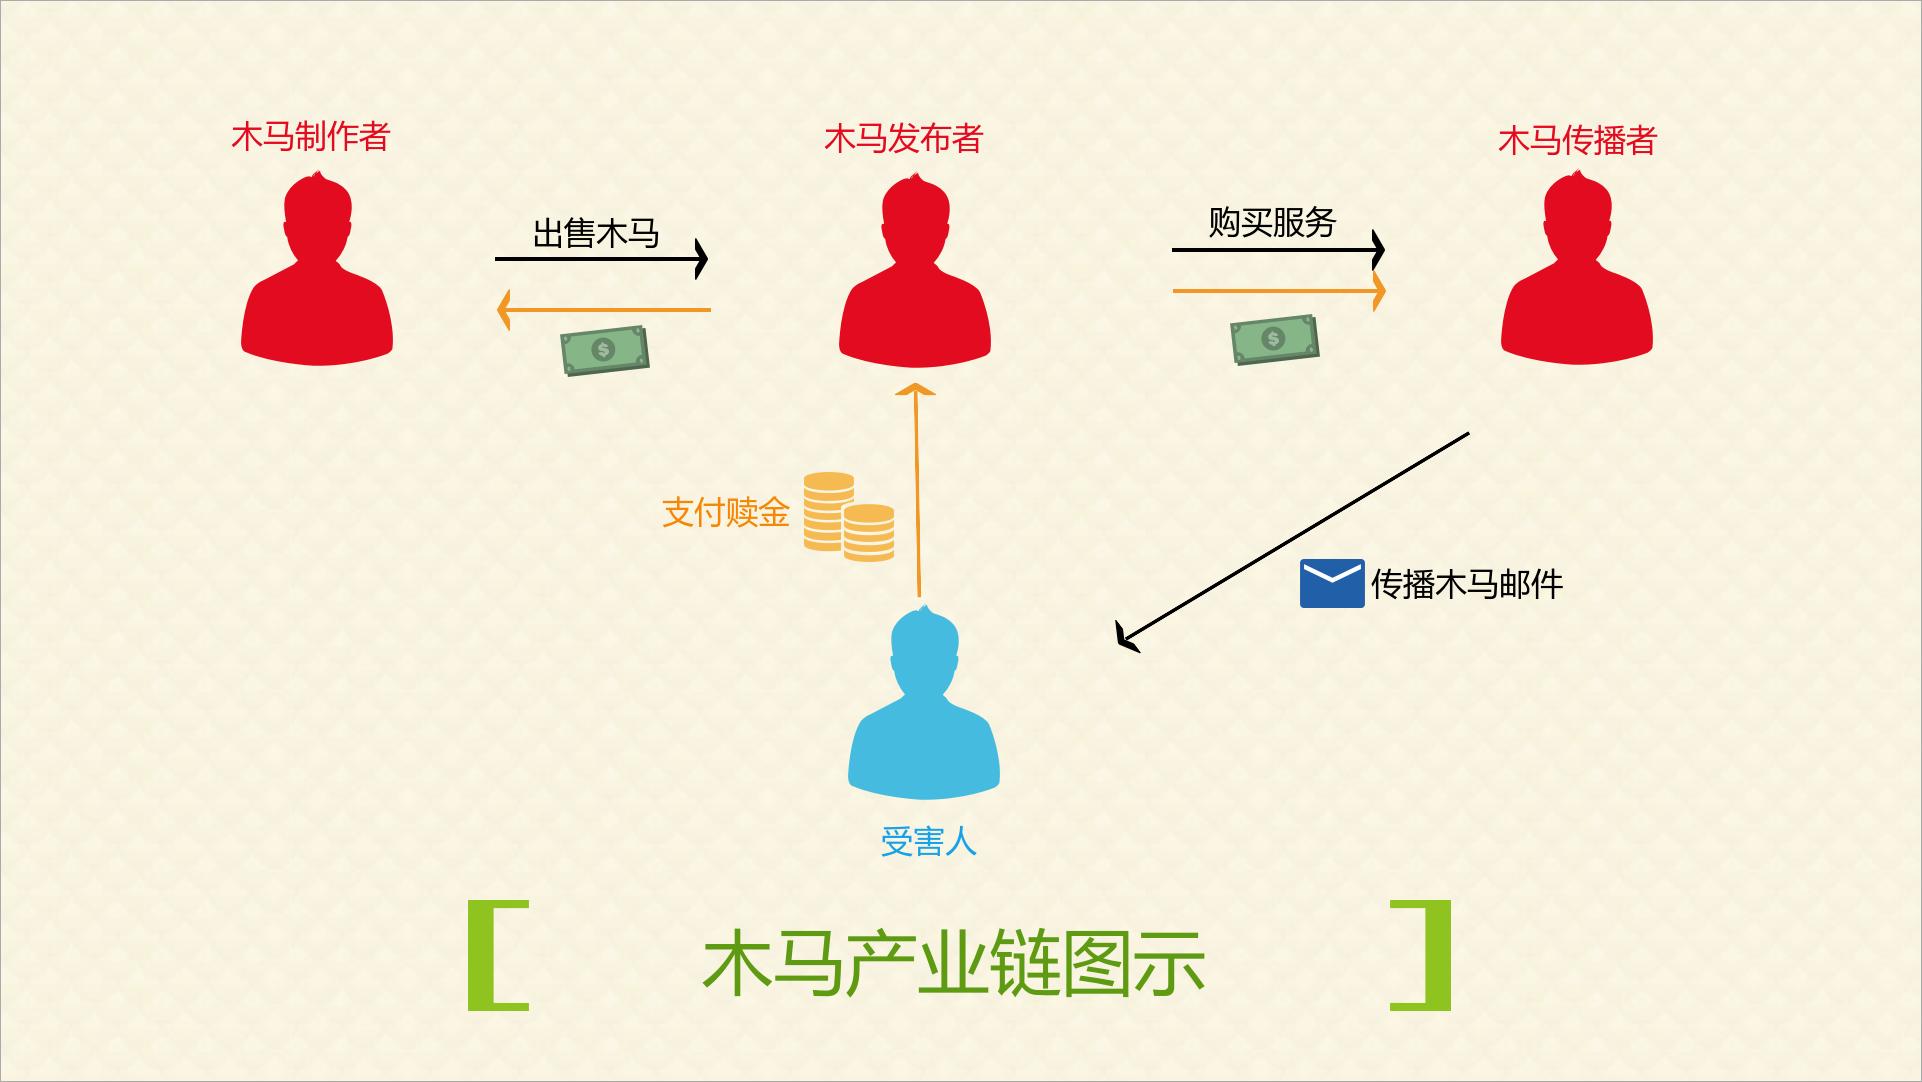 木马制作者
木马发布者
木马传播者
出售木马
购买服务
支付赎金
传播木马邮件
受害人
木马产业链图示